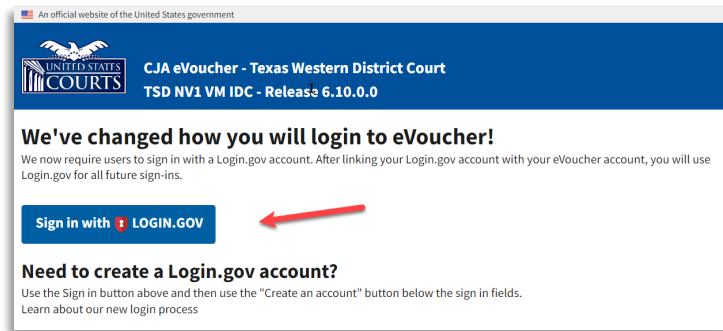 An official website of the United States government
UNITED STATES
COURTS
CJA eVoucher - Texas Western District Court
TSD NV1 VM IDC - Release 6.10.0.0
We've changed how you will login to eVoucher!
We now require users to sign in with a Login.gov account. After linking your Login.gov account with your eVoucher account, you will use
Login.gov for all future sign-ins.
Sign in with LOGIN.GOV
Need to create a Login.gov account?
Use the Sign in button above and then use the "Create an account" button below the sign in fields.
Learn about our new login process